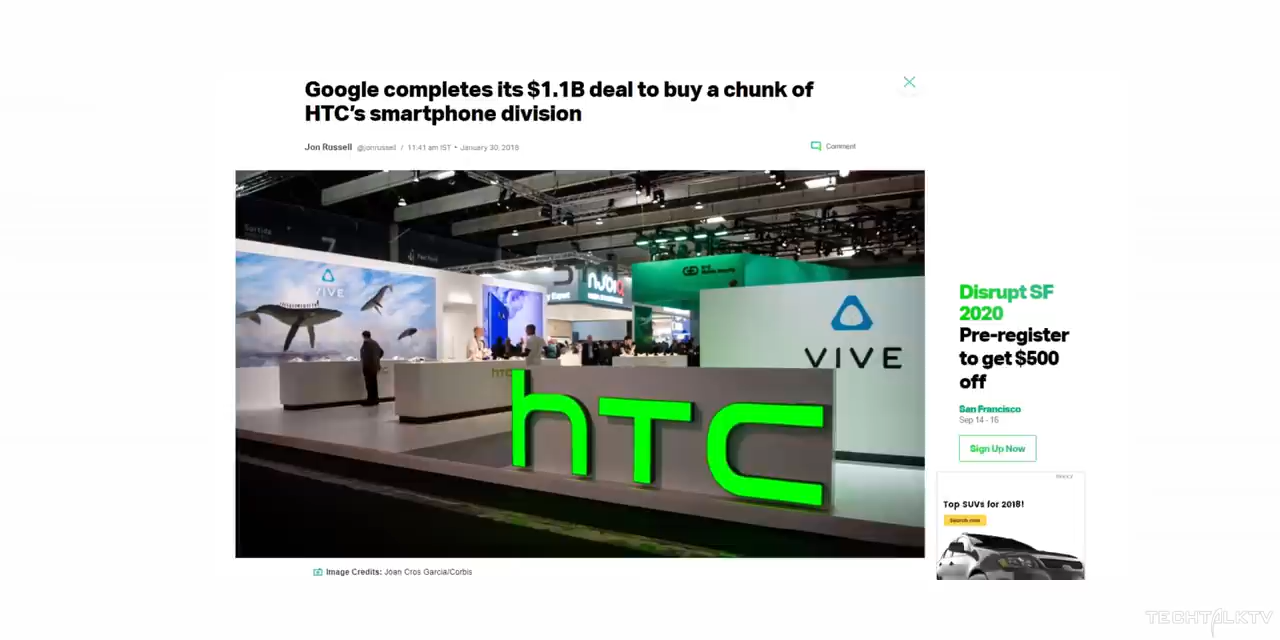 Google completes its $1.1B deal to buy a chunk of
HTC's smartphone division
Jon Russell @jonrussell / 11:41 am IST • January 30, 2018
Comment
VIVE
VIVE
hTC
hTC
Disrupt SF
2020
Pre-register
to get $500
off
San Francisco
Sep 14 - 16
Sign Up Now
Top SUVs for 2018!
Image Credits: Joan Cros Garcia/Corbis
TECHTALKTV